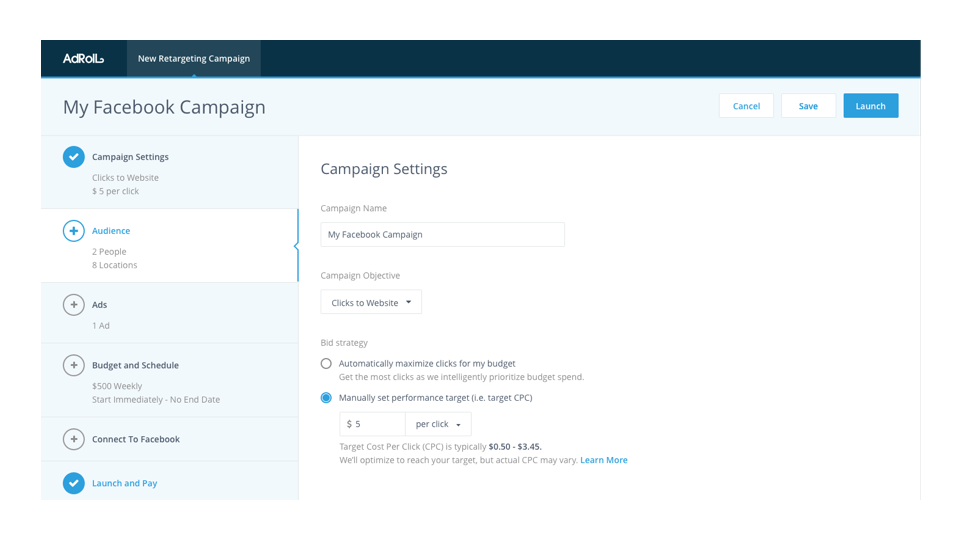 AdRoll
New Retargeting Campaign
My Facebook Campaign
Cancel
Save
Launch
Campaign Settings
Clicks to Website
$ 5 per click
Audience
2 People
8 Locations
Ads
1 Ad
Budget and Schedule
$500 Weekly
Start Immediately - No End Date
Connect To Facebook
Launch and Pay
Campaign Settings
Campaign Name
My Facebook Campaign
Campaign Objective
Clicks to Website
Bid strategy
Automatically maximize clicks for my budget
Get the most clicks as we intelligently prioritize budget spend.
Manually set performance target (i.e. target CPC)
$ 5 per click
Target Cost Per Click (CPC) is typically $0.50 - $3.45.
We'll optimize to reach your target, but actual CPC may vary. Learn More